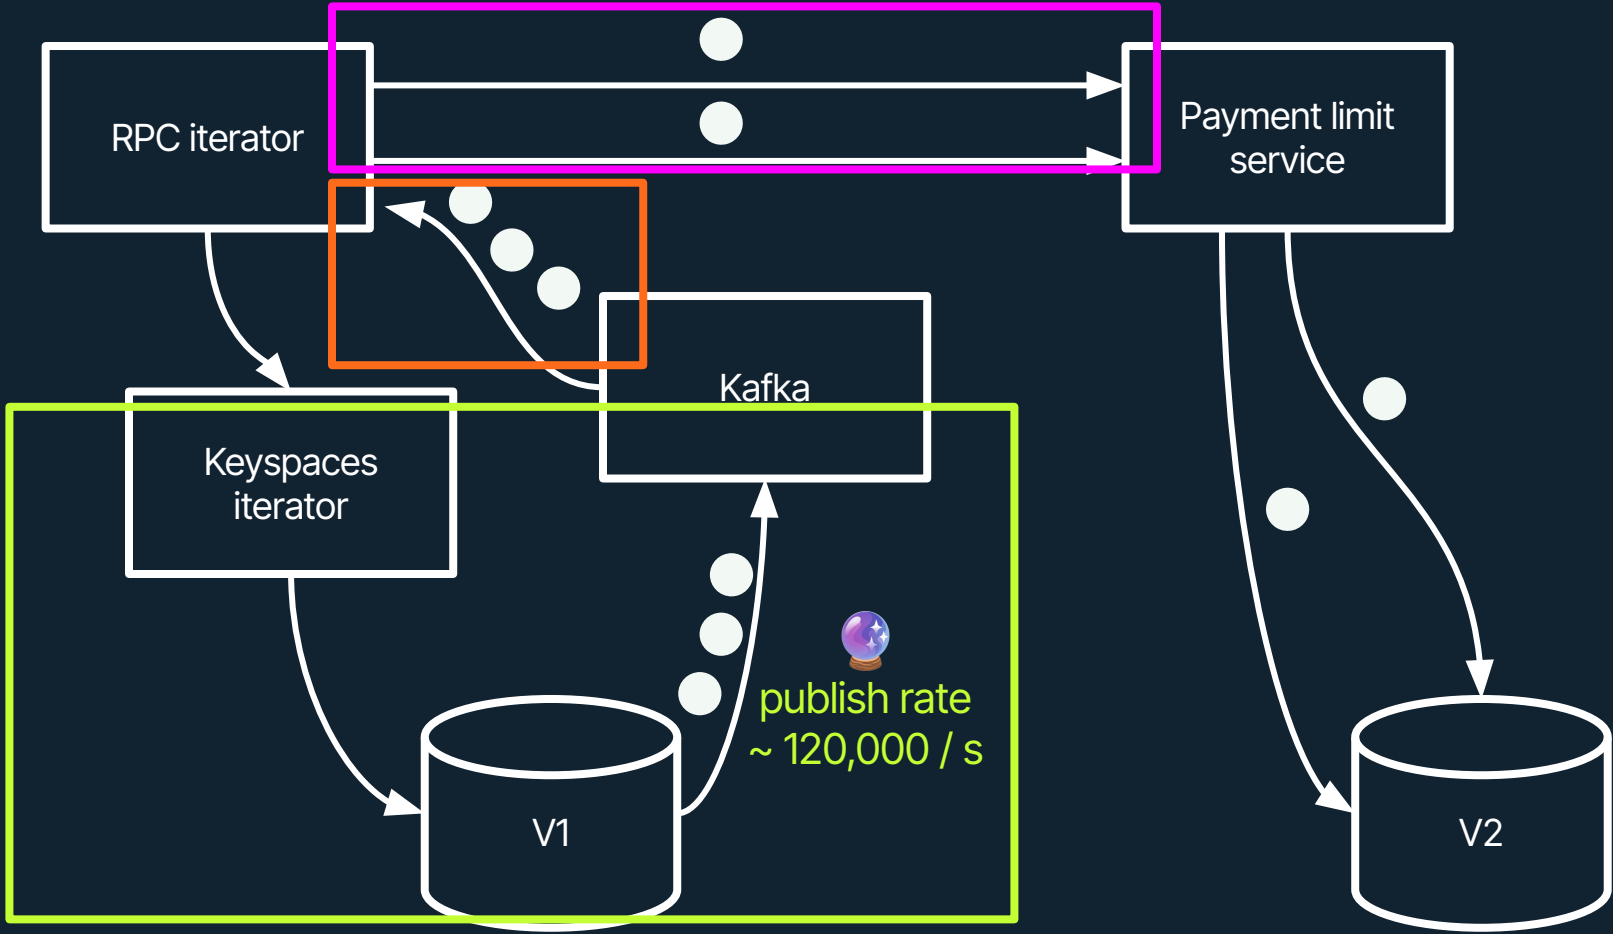 RPC iterator
Payment limit
service
Kafka
Keyspaces
iterator
publish rate
~ 120,000 / s
V1
V2